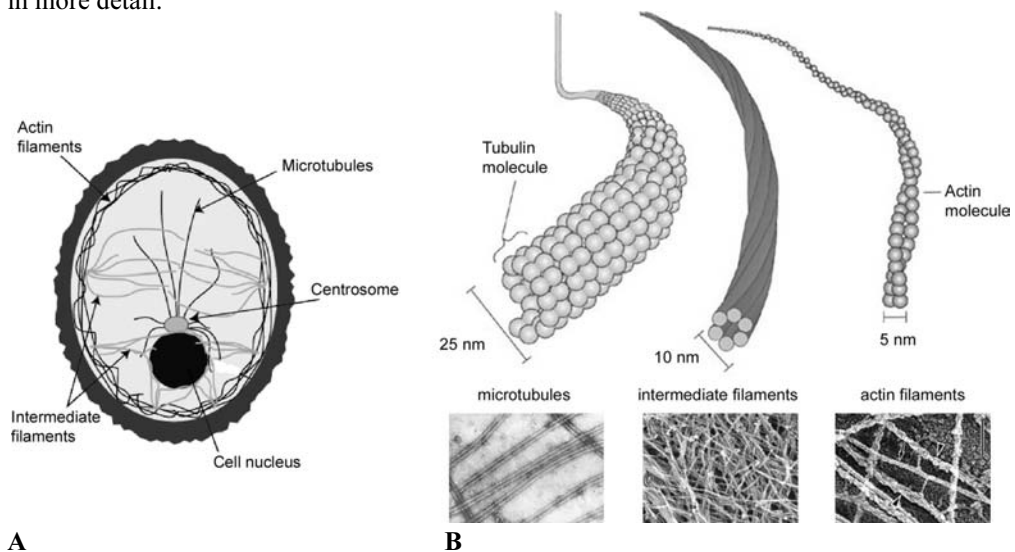 in more detail.
Actin
filaments
Microtubules
Centrosome
Intermediate
filaments
Cell nucleus
A
Tubulin
molecule
Actin
molecule
25 nm
10 nm
5 nm
microtubules
intermediate filaments
actin filaments
B